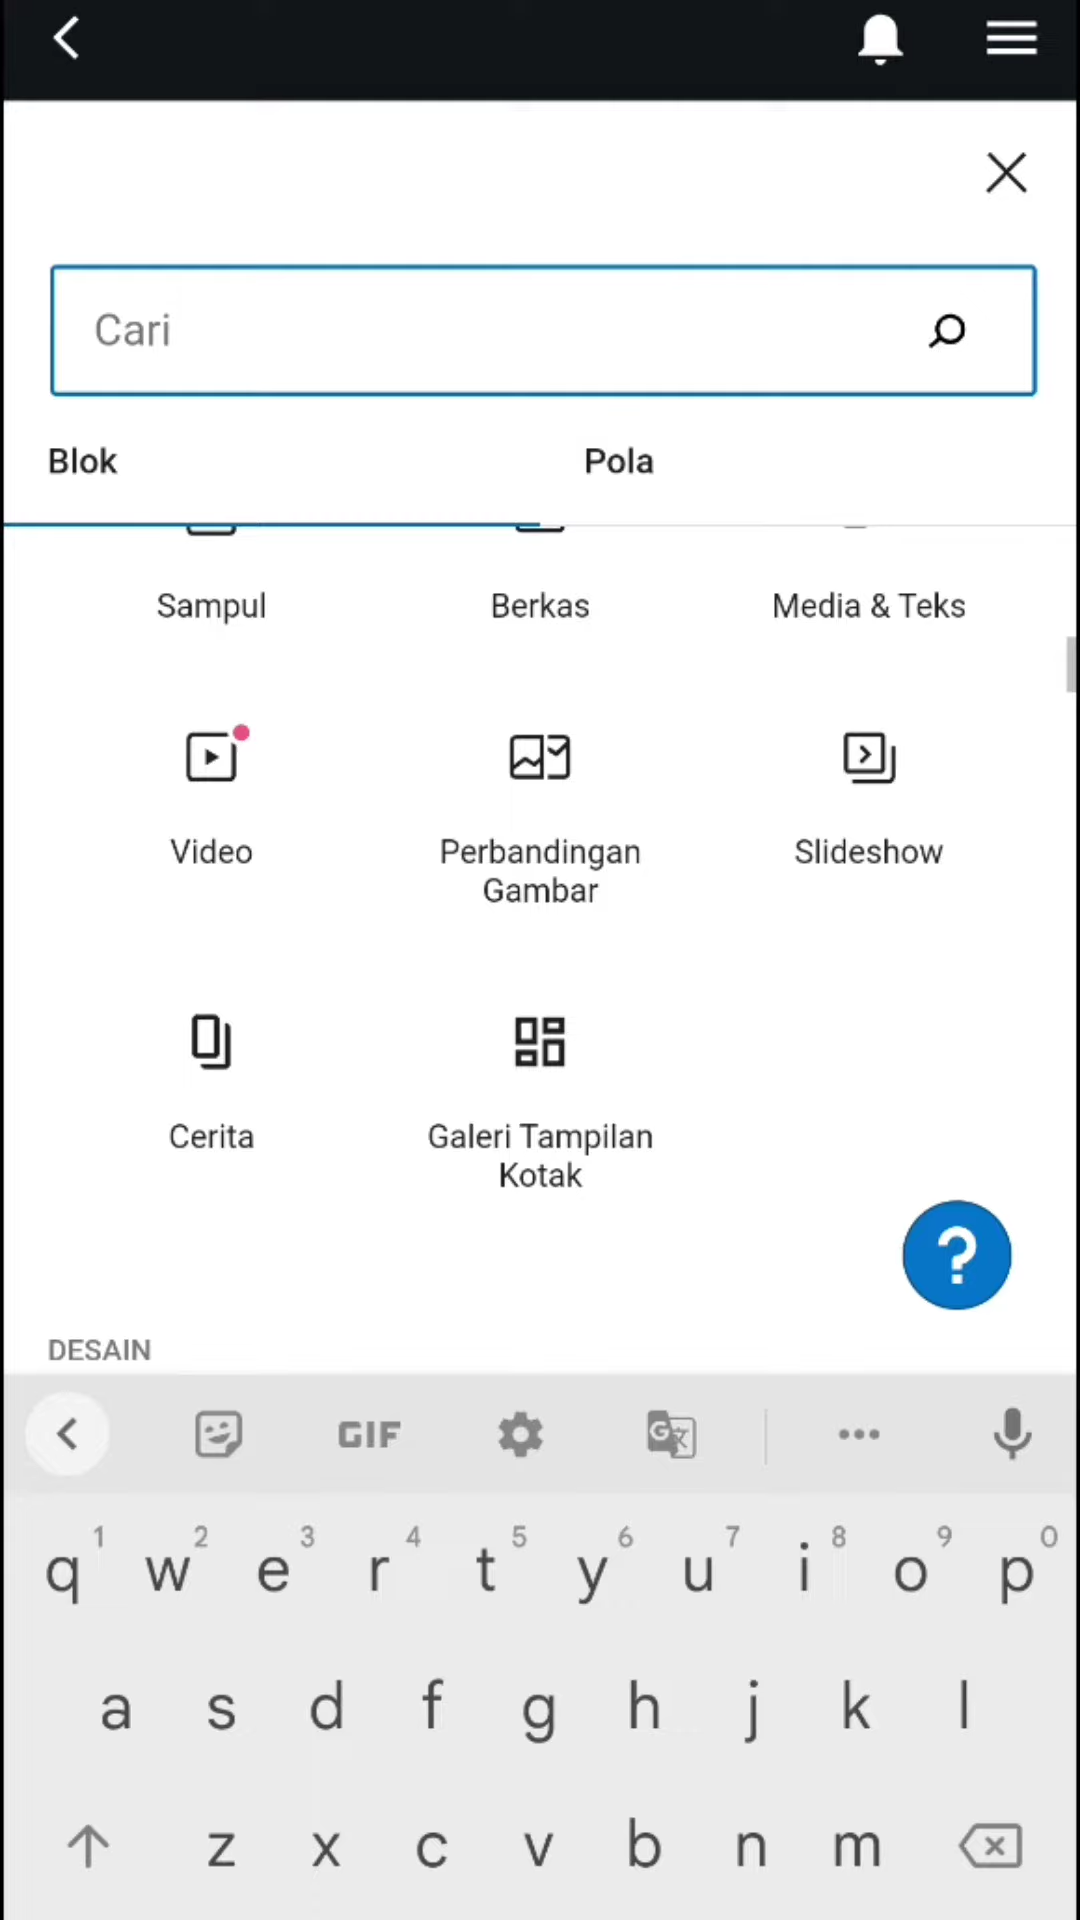 Cari
Blok Pola
Sampul Berkas Media & Teks
Video Perbandingan Gambar Slideshow
Cerita Galeri Tampilan Kotak
?
DESAIN
GIF G
1 2 3 4 5 6 7 8 9 0
q w e r t y u i o p
a s d f g h j k l
z x c v b n m